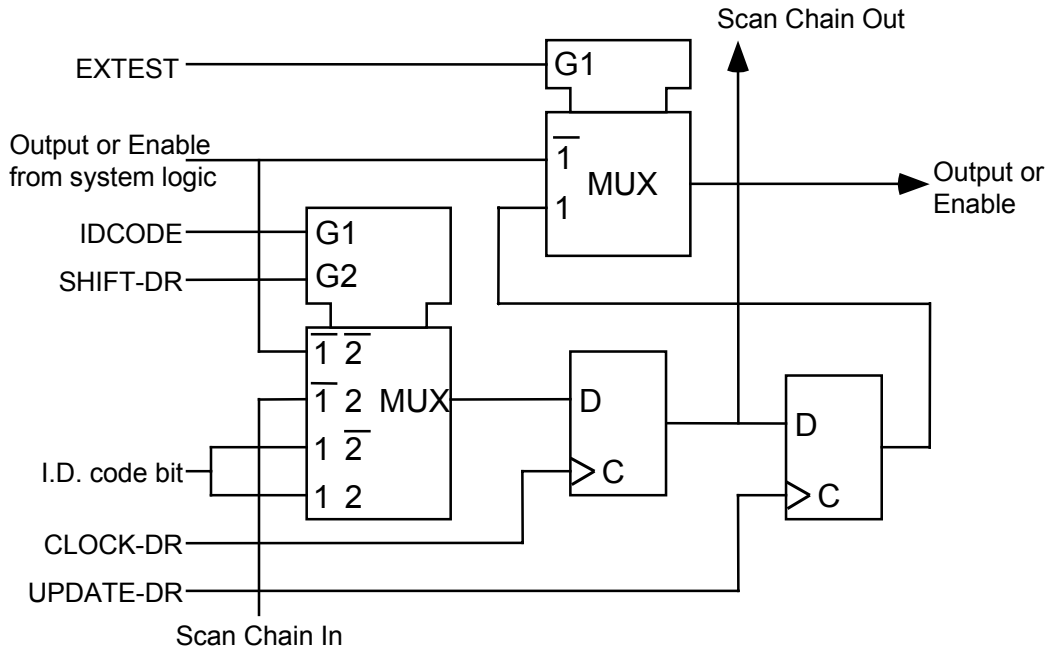 Scan Chain Out
EXTEST
G1
Output or Enable
from system logic
1̅
MUX
1
Output or
Enable
IDCODE
G1
SHIFT-DR
G2
1̅ 2̅
1̅ 2 MUX
1 2̅
1 2
I.D. code bit
D
C
D
C
CLOCK-DR
UPDATE-DR
Scan Chain In